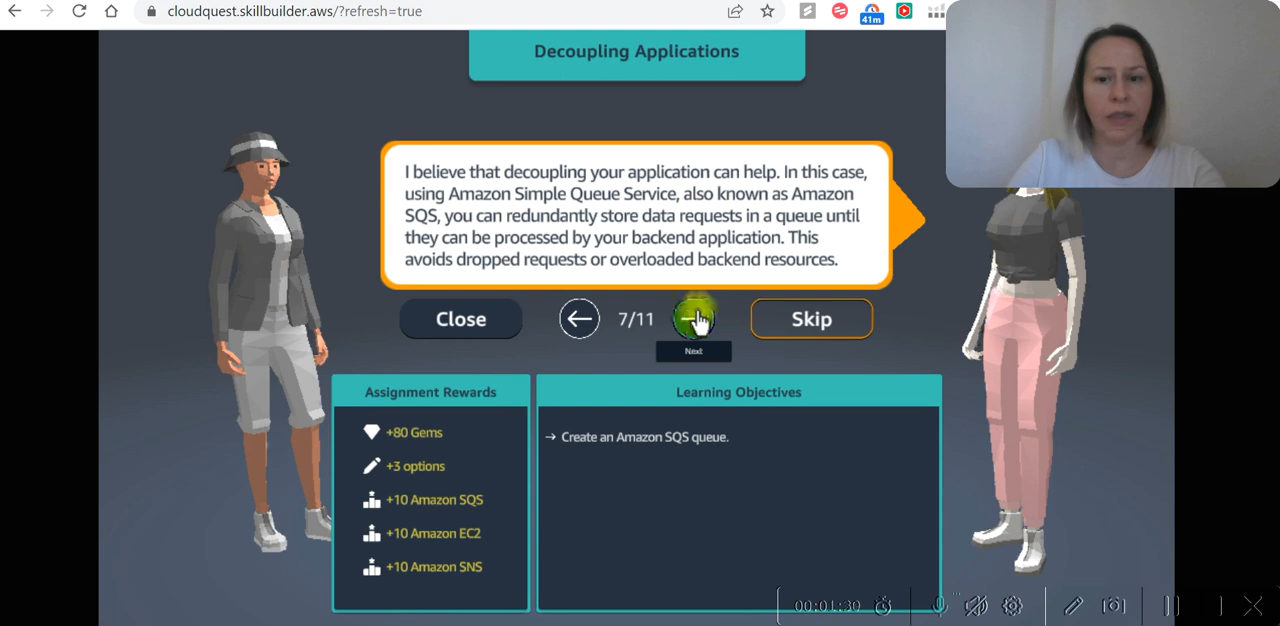 cloudquest.skillbuilder.aws/?refresh=true
41m
Decoupling Applications
I believe that decoupling your application can help. In this case,
using Amazon Simple Queue Service, also known as Amazon
SQS, you can redundantly store data requests in a queue until
they can be processed by your backend application. This
avoids dropped requests or overloaded backend resources.
Close
7/11
Skip
Next
Assignment Rewards
+80 Gems
+3 options
+10 Amazon SQS
+10 Amazon EC2
+10 Amazon SNS
Learning Objectives
→ Create an Amazon SQS queue.
00:01:30